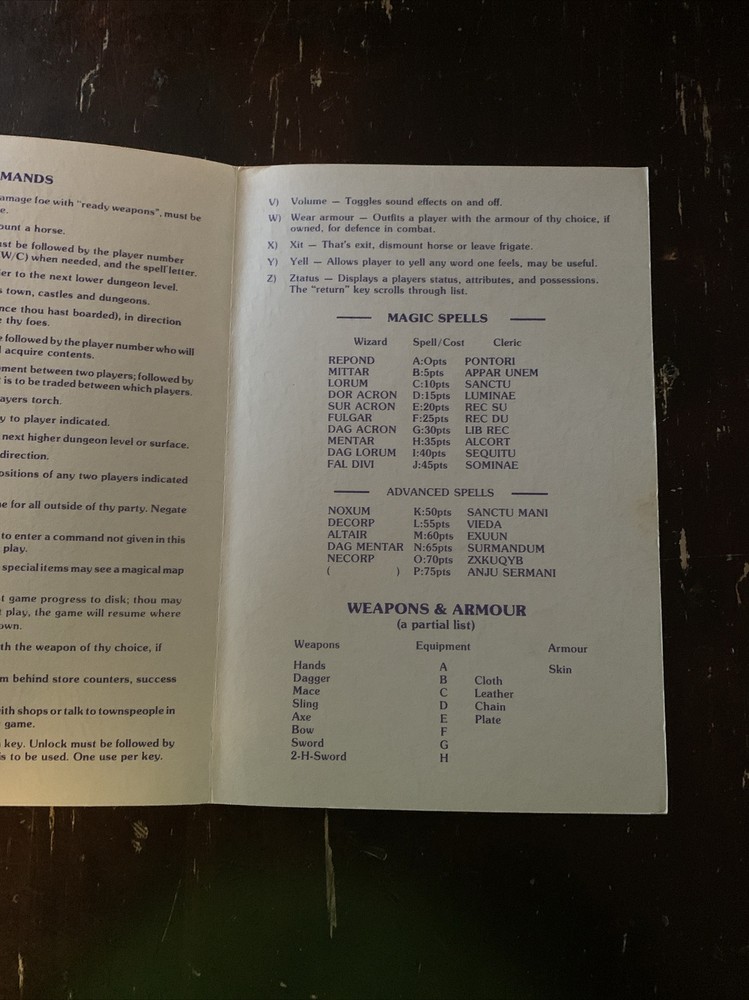 MANDS
amage foe with "ready weapons", must be
e.
ount a horse.
ust be followed by the player number
W/C) when needed, and the spell letter.
er to the next lower dungeon level.
s town, castles and dungeons.
nce thou hast boarded), in direction
e thy foes.
e followed by the player number who will
l acquire contents.
ment between two players; followed by
is to be traded between which players.
ayers torch.
y to player indicated.
next higher dungeon level or surface.
direction.
ositions of any two players indicated
e for all outside of thy party. Negate
to enter a command not given in this
play.
special items may see a magical map
t game progress to disk; thou may
t play, the game will resume where
own.
th the weapon of thy choice, if
m behind store counters, success
ith shops or talk to townspeople in
game.
key. Unlock must be followed by
is to be used. One use per key.
V) Volume — Toggles sound effects on and off.
W) Wear armour — Outfits a player with the armour of thy choice, if
owned, for defence in combat.
X) Xit — That's exit, dismount horse or leave frigate.
Y) Yell — Allows player to yell any word one feels, may be useful.
Z) Ztatus — Displays a players status, attributes, and possessions.
The "return" key scrolls through list.
MAGIC SPELLS
Wizard Spell/Cost Cleric
REPOND A:Opts PONTORI
MITTAR B:5pts APPAR UNEM
LORUM C:10pts SANCTU
DOR ACRON D:15pts LUMINAE
SUR ACRON E:20pts REC SU
FULGAR F:25pts REC DU
DAG ACRON G:30pts LIB REC
MENTAR H:35pts ALCORT
DAG LORUM I:40pts SEQUITU
FAL DIVI J:45pts SOMINAE
ADVANCED SPELLS
NOXUM K:50pts SANCTU MANI
DECORP L:55pts VIEDA
ALTAIR M:60pts EXUUN
DAG MENTAR N:65pts SURMANDUM
NECORP O:70pts ZXKUQYB
( ) P:75pts ANJU SERMANI
WEAPONS & ARMOUR
(a partial list)
Weapons Equipment Armour
Hands A Skin
Dagger B Cloth
Mace C Leather
Sling D Chain
Axe E Plate
Bow F
Sword G
2-H-Sword H